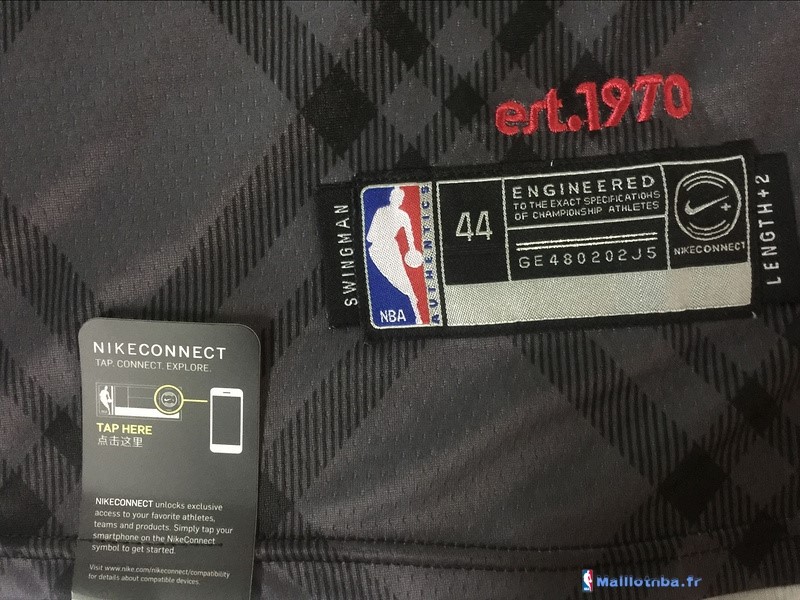 est.1970
SWINGMAN
NBA
AUTHENTICS
44
ENGINEERED
TO THE EXACT SPECIFICATIONS
OF CHAMPIONSHIP ATHLETES
GE480202J5
NIKECONNECT
LENGTH+2
NIKECONNECT
TAP. CONNECT. EXPLORE.
TAP HERE
点击这里
NIKECONNECT unlocks exclusive
access to your favorite athletes,
teams and products. Simply tap your
smartphone on the NikeConnect
symbol to get started.
Visit www.nike.com/nikeconnect/compatibility
for details about compatible devices.
Maillotnba.fr